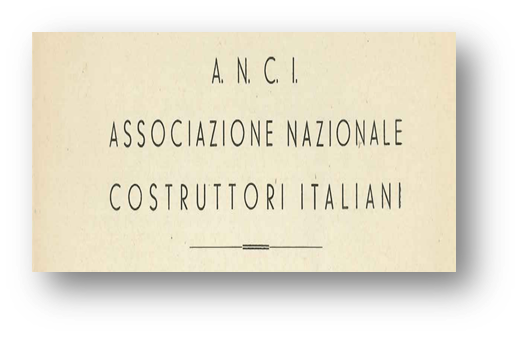 A. N. C. I.
ASSOCIAZIONE NAZIONALE
COSTRUTTORI ITALIANI